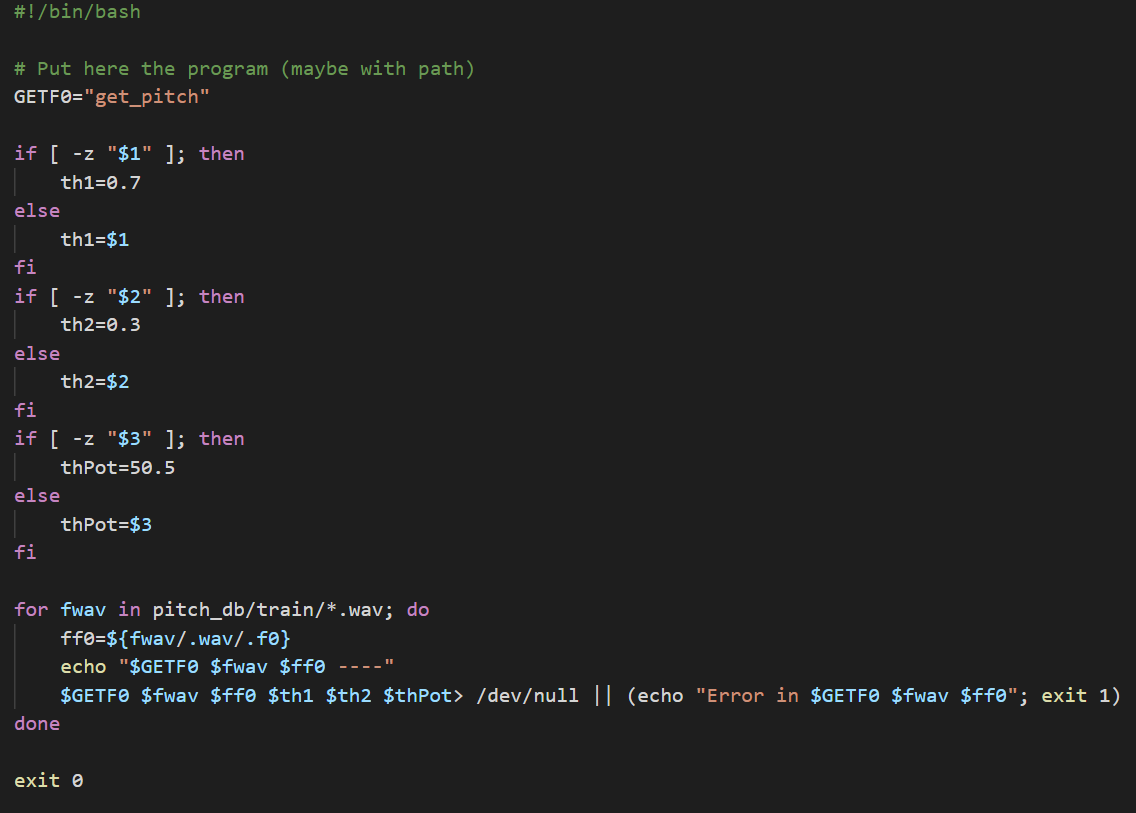 #!/bin/bash
# Put here the program (maybe with path)
GETF0="get_pitch"
if [ -z "$1" ]; then
    th1=0.7
else
    th1=$1
fi
if [ -z "$2" ]; then
    th2=0.3
else
    th2=$2
fi
if [ -z "$3" ]; then
    thPot=50.5
else
    thPot=$3
fi
for fwav in pitch_db/train/*.wav; do
    ff0=${fwav/.wav/.f0}
    echo "$GETF0 $fwav $ff0 ----"
    $GETF0 $fwav $ff0 $th1 $th2 $thPot> /dev/null || (echo "Error in $GETF0 $fwav $ff0"; exit 1)
done
exit 0